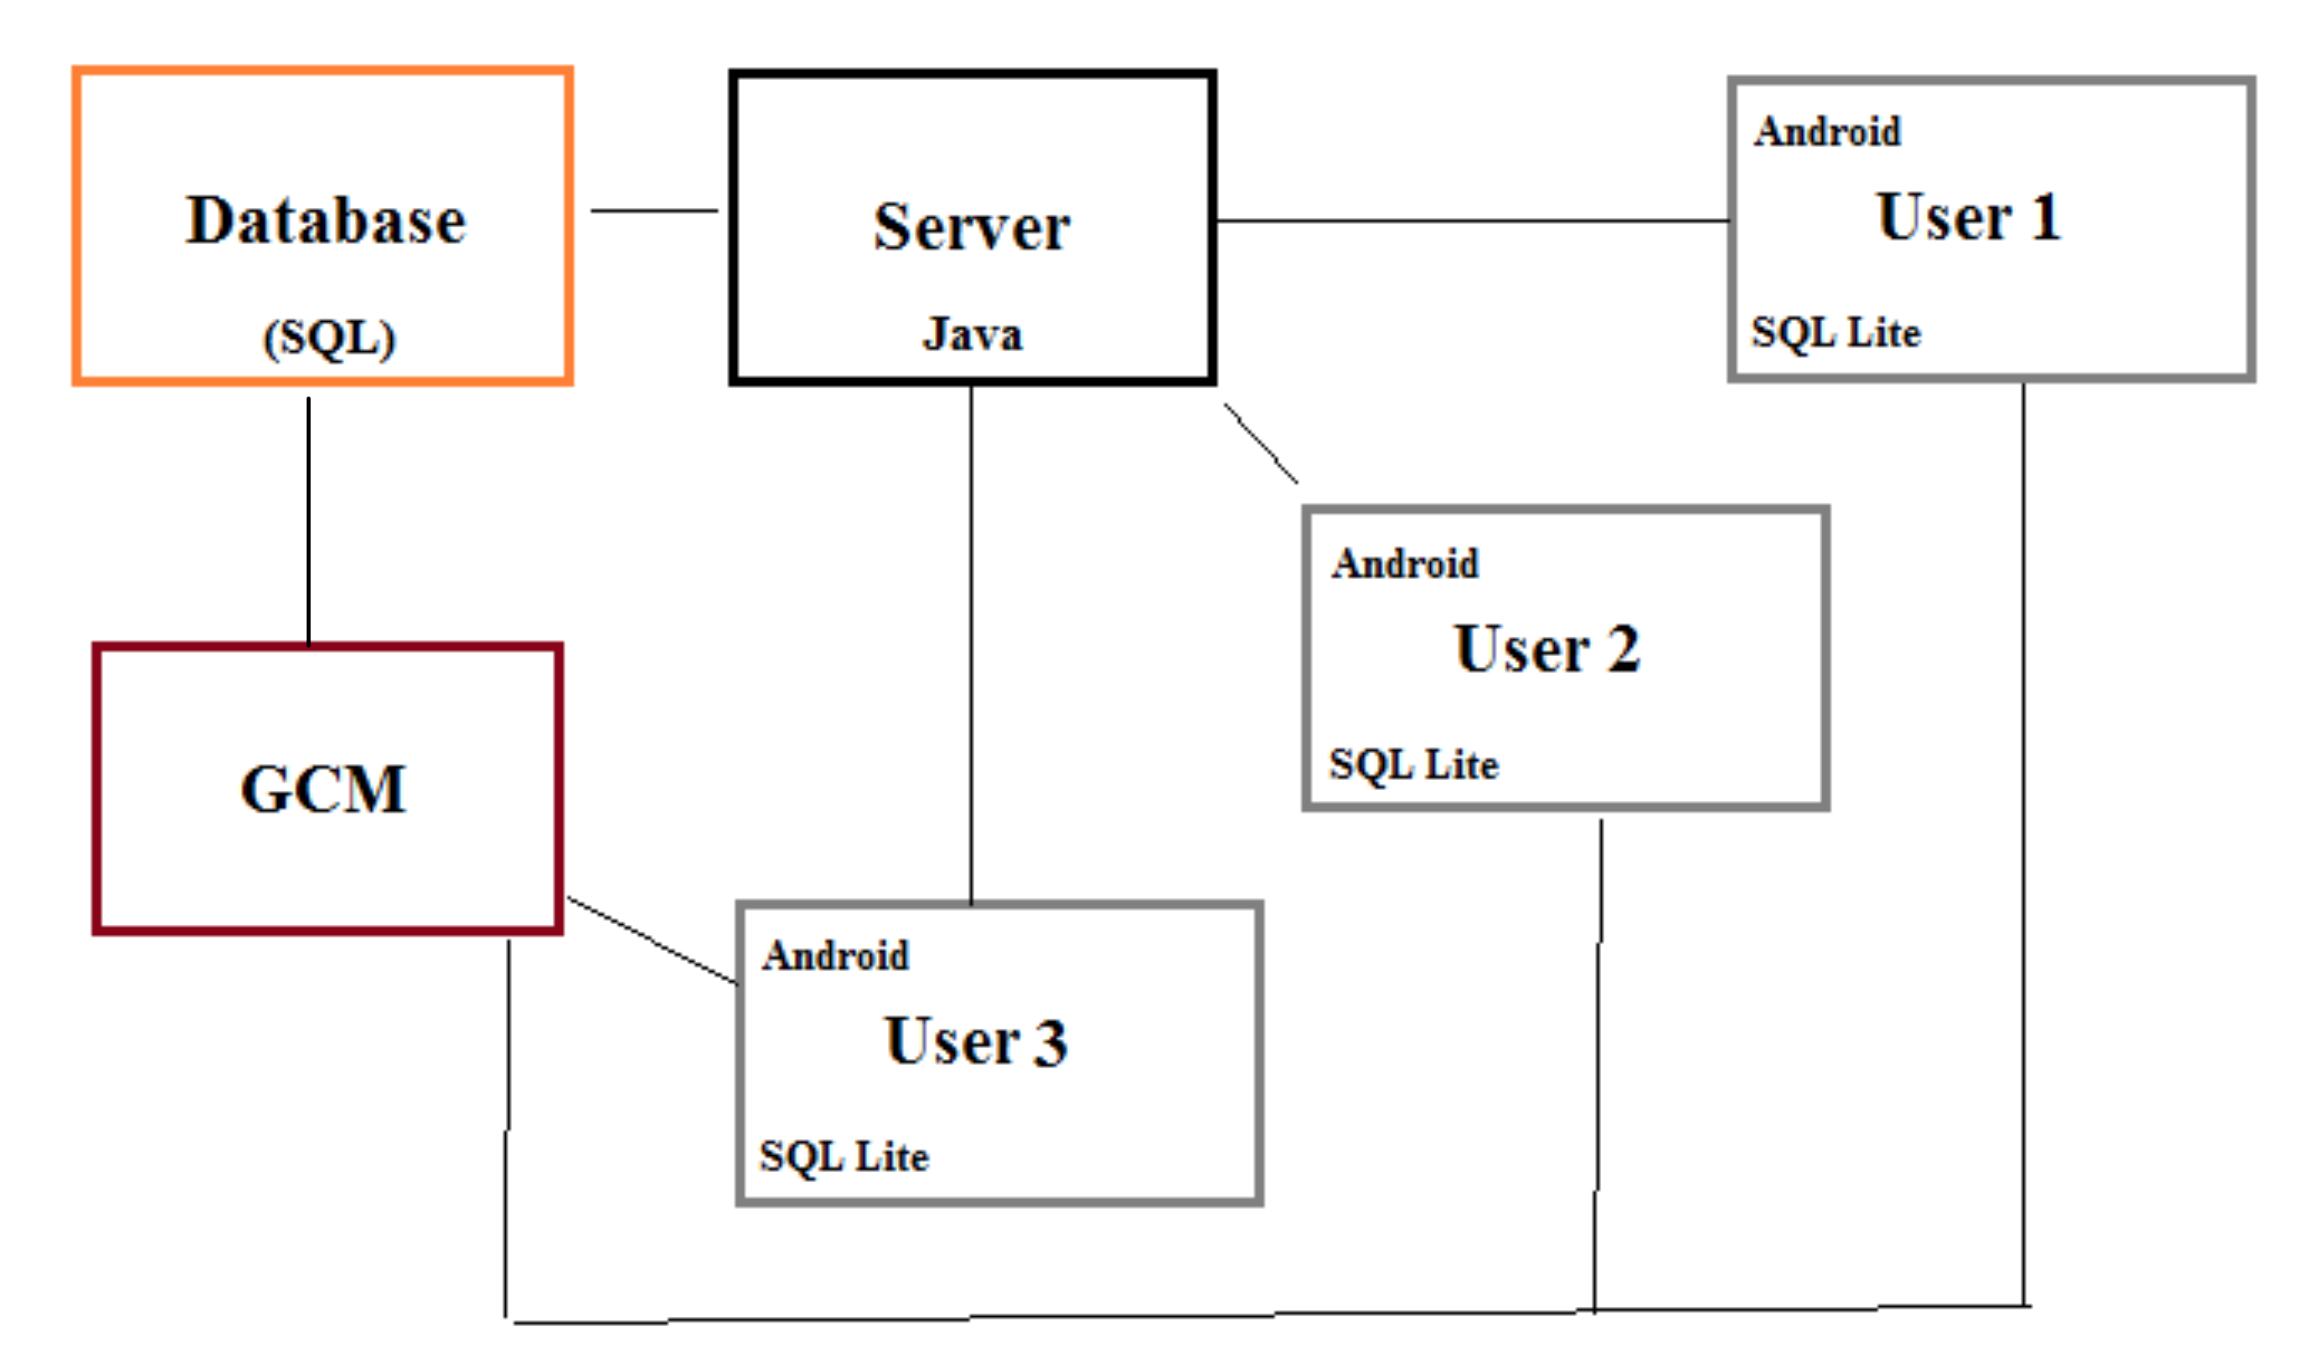 Database
(SQL)
Server
Java
Android
User 1
SQL Lite
Android
User 2
SQL Lite
GCM
Android
User 3
SQL Lite